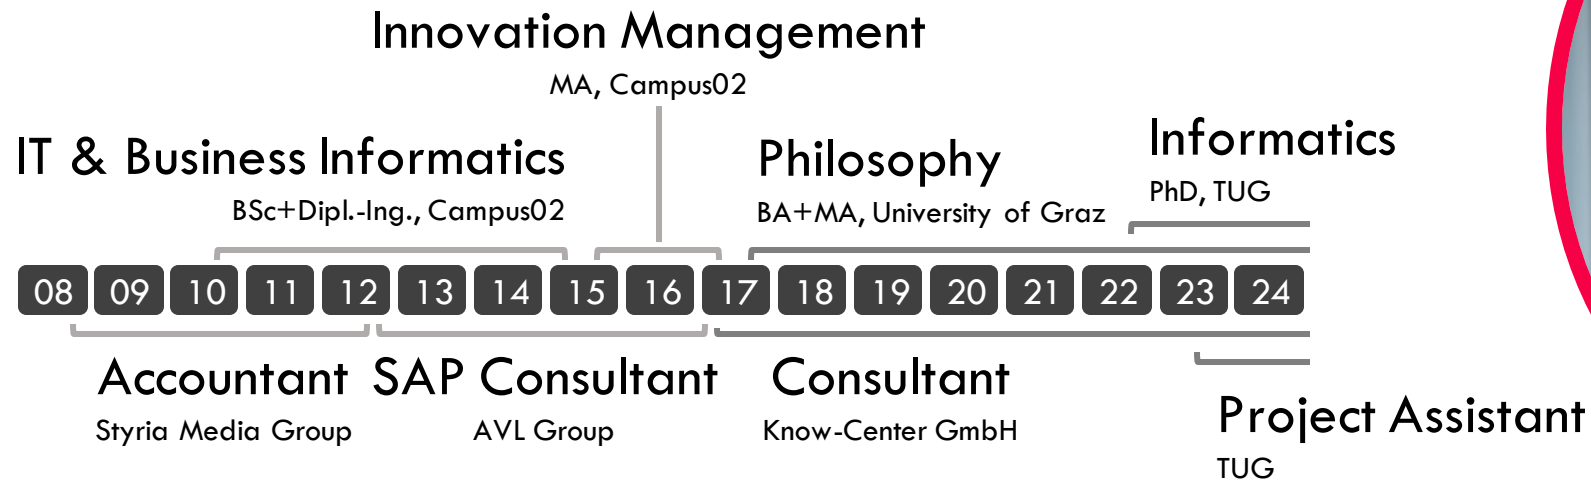 Innovation Management
MA, Campus02
IT & Business Informatics
BSc+Dipl.-Ing., Campus02
Philosophy
BA+MA, University of Graz
Informatics
PhD, TUG
08 09 10 11 12 13 14 15 16 17 18 19 20 21 22 23 24
Accountant
Styria Media Group
SAP Consultant
AVL Group
Consultant
Know-Center GmbH
Project Assistant
TUG